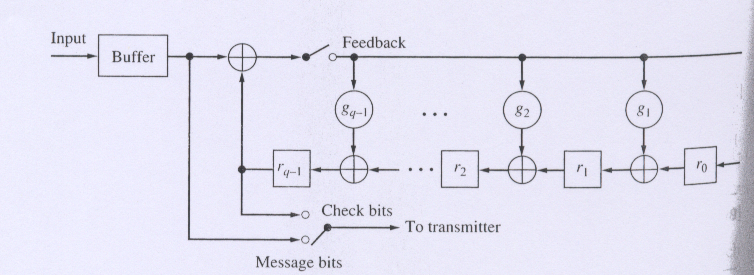 Input
Buffer
Feedback
g_{q-1}
...
g_2
g_1
r_{q-1}
...
r_2
r_1
r_0
Check bits
To transmitter
Message bits